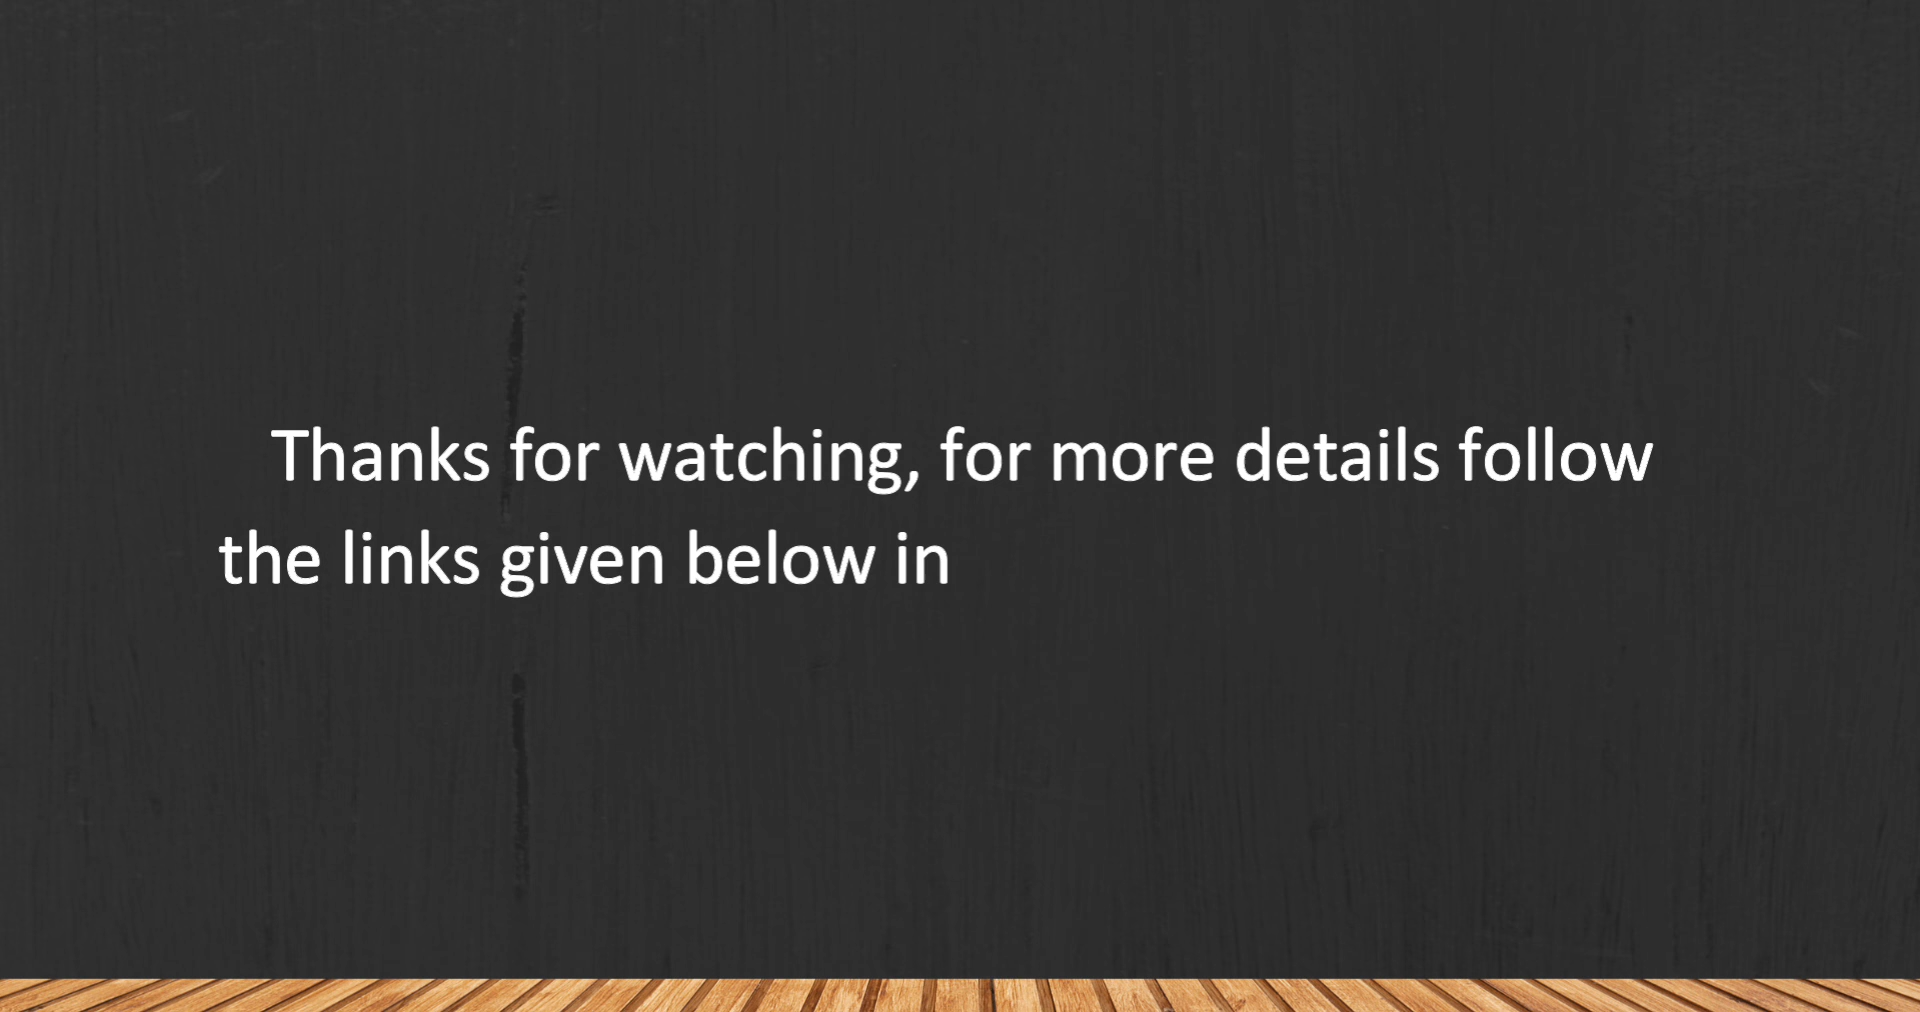 Thanks for watching, for more details follow
the links given below in